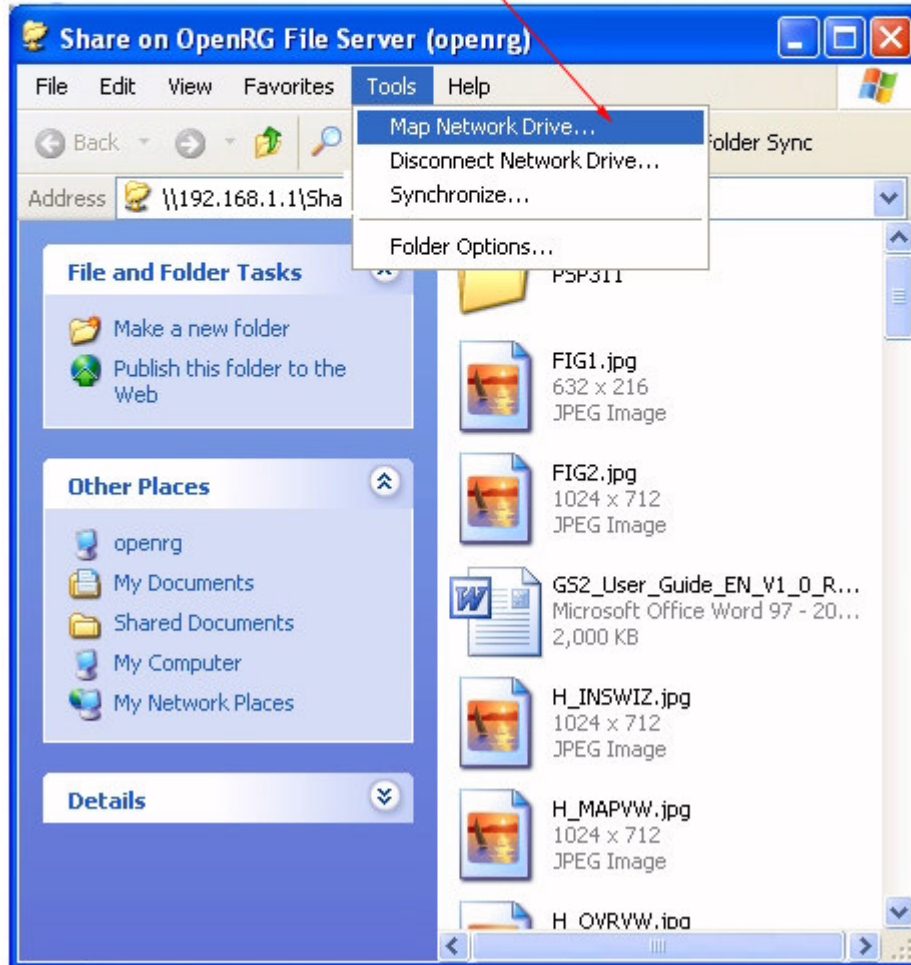 Share on OpenRG File Server (openrg)
File Edit View Favorites Tools Help
Back Folder Sync
Map Network Drive...
Disconnect Network Drive...
Synchronize...
Folder Options...
Address \\192.168.1.1\Sha
File and Folder Tasks
Make a new folder
Publish this folder to the
Web
Other Places
openrg
My Documents
Shared Documents
My Computer
My Network Places
Details
PSP311
FIG1.jpg
632 x 216
JPEG Image
FIG2.jpg
1024 x 712
JPEG Image
GS2_User_Guide_EN_V1_0_R...
Microsoft Office Word 97 - 20...
2,000 KB
H_INSWIZ.jpg
1024 x 712
JPEG Image
H_MAPVW.jpg
1024 x 712
JPEG Image
H_OVRVW.jpg